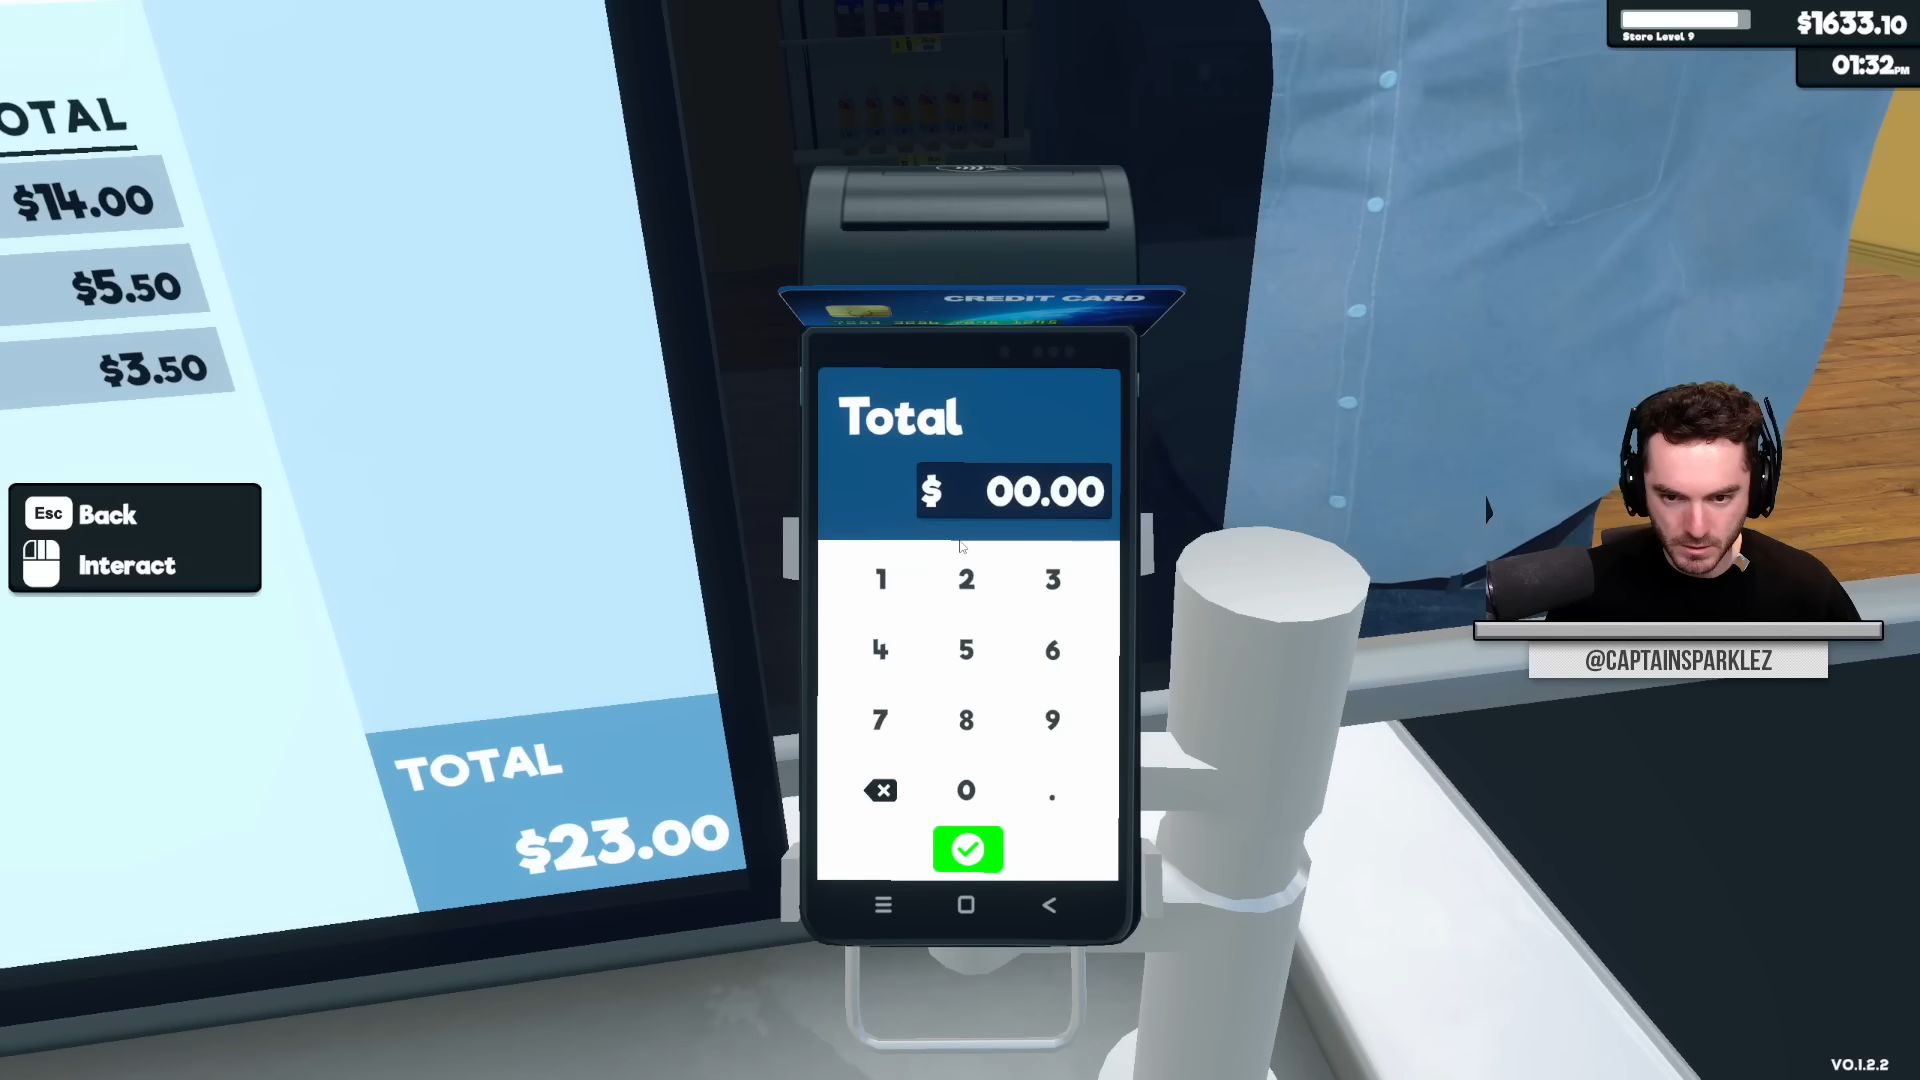 $1633.10
Store Level 9
01:32PM
OTAL
$14.00
$5.50
$3.50
CREDIT CARD
Total
$ 00.00
Esc Back
Interact
1 2 3
4 5 6
7 8 9
0 .
@CAPTAINSPARKLEZ
TOTAL
$23.00
V0.1.2.2